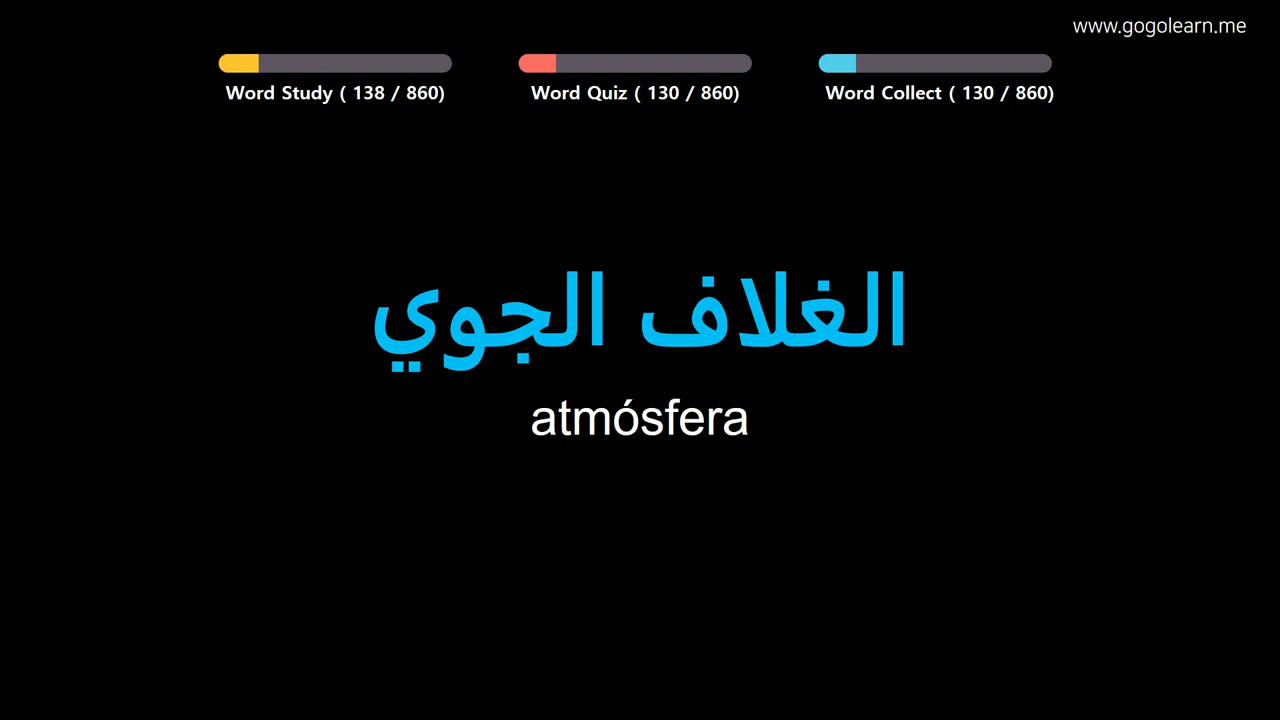 www.gogolearn.me
Word Study ( 138 / 860)
Word Quiz ( 130 / 860)
Word Collect ( 130 / 860)
الغلاف الجوي
atmósfera